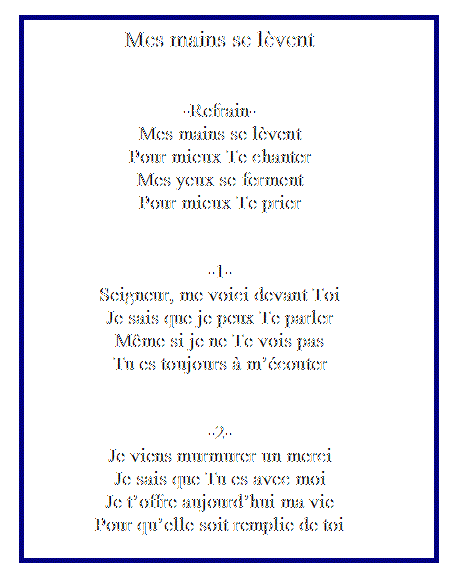 Mes mains se lèvent
-Refrain-
Mes mains se lèvent
Pour mieux Te chanter
Mes yeux se ferment
Pour mieux Te prier
-1-
Seigneur, me voici devant Toi
Je sais que je peux Te parler
Même si je ne Te vois pas
Tu es toujours à m'écouter
-2-
Je viens murmurer un merci
Je sais que Tu es avec moi
Je t'offre aujourd'hui ma vie
Pour qu'elle soit remplie de toi